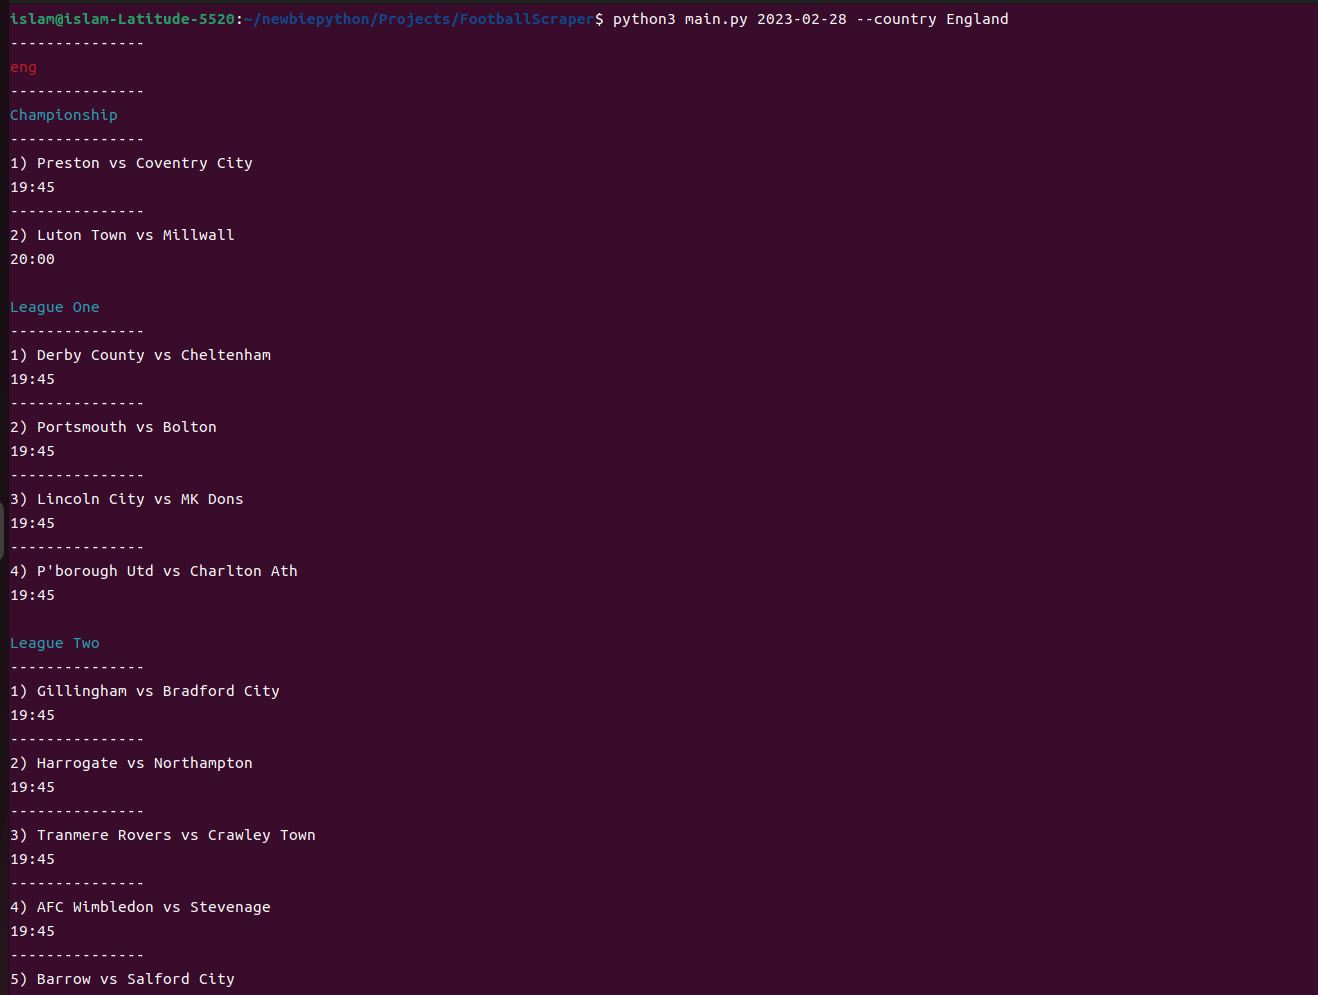 islam@islam-Latitude-5520:~/newbiepython/Projects/FootballScraper$ python3 main.py 2023-02-28 --country England
---------------
eng
---------------
Championship
---------------
1) Preston vs Coventry City
19:45
---------------
2) Luton Town vs Millwall
20:00

League One
---------------
1) Derby County vs Cheltenham
19:45
---------------
2) Portsmouth vs Bolton
19:45
---------------
3) Lincoln City vs MK Dons
19:45
---------------
4) P'borough Utd vs Charlton Ath
19:45

League Two
---------------
1) Gillingham vs Bradford City
19:45
---------------
2) Harrogate vs Northampton
19:45
---------------
3) Tranmere Rovers vs Crawley Town
19:45
---------------
4) AFC Wimbledon vs Stevenage
19:45
---------------
5) Barrow vs Salford City